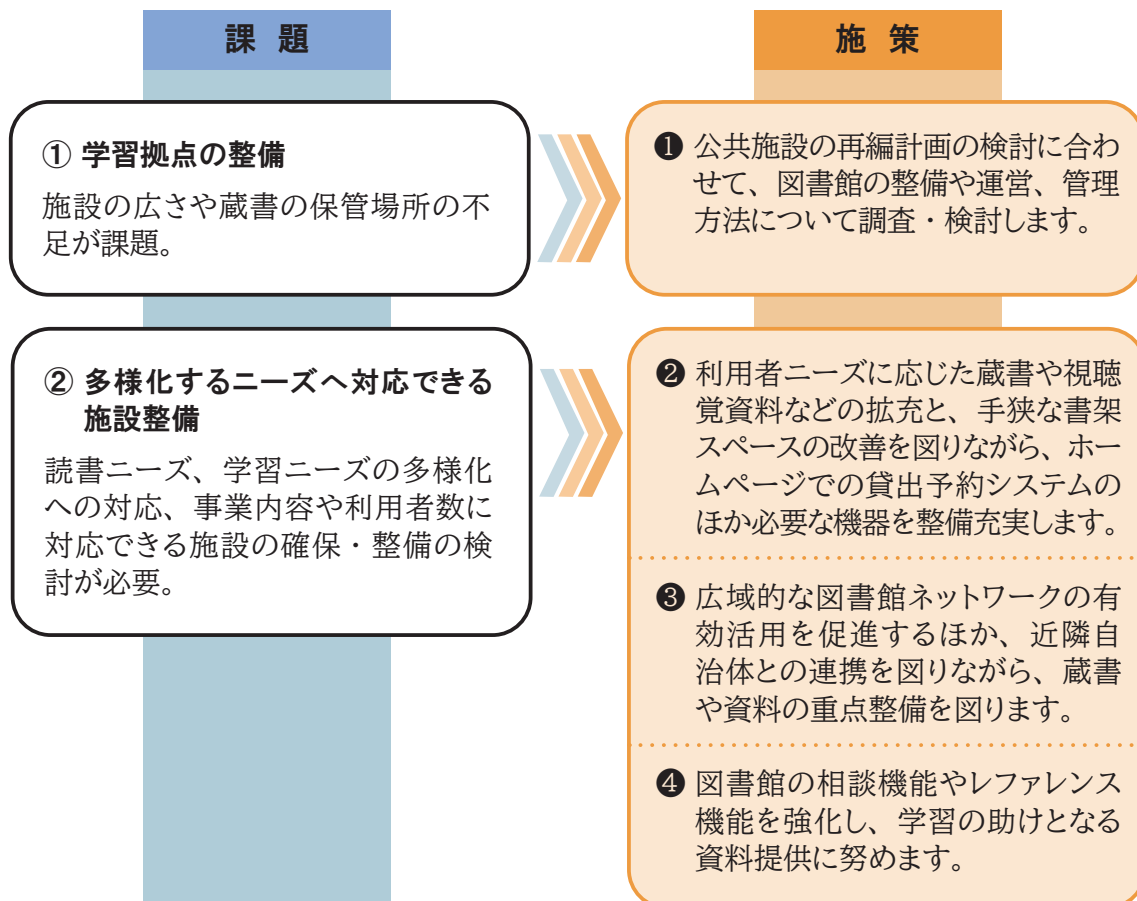 課題
施策
① 学習拠点の整備
施設の広さや蔵書の保管場所の不
足が課題。
❶ 公共施設の再編計画の検討に合わ
せて、図書館の整備や運営、管理
方法について調査・検討します。
② 多様化するニーズへ対応できる
施設整備
読書ニーズ、学習ニーズの多様化
への対応、事業内容や利用者数に
対応できる施設の確保・整備の検
討が必要。
❷ 利用者ニーズに応じた蔵書や視聴
覚資料などの拡充と、手狭な書架
スペースの改善を図りながら、ホー
ムページでの貸出予約システムの
ほか必要な機器を整備充実します。
❸ 広域的な図書館ネットワークの有
効活用を促進するほか、近隣自
治体との連携を図りながら、蔵書
や資料の重点整備を図ります。
❹ 図書館の相談機能やレファレンス
機能を強化し、学習の助けとなる
資料提供に努めます。